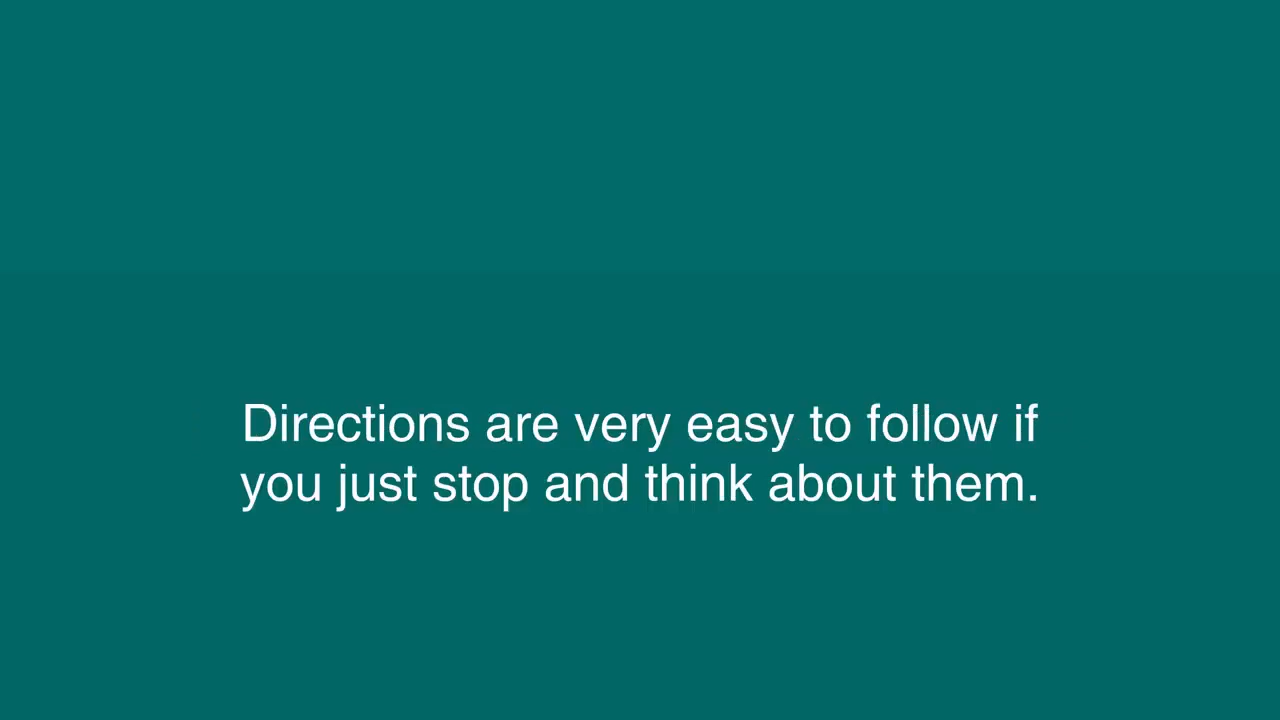 Directions are very easy to follow if
you just stop and think about them.